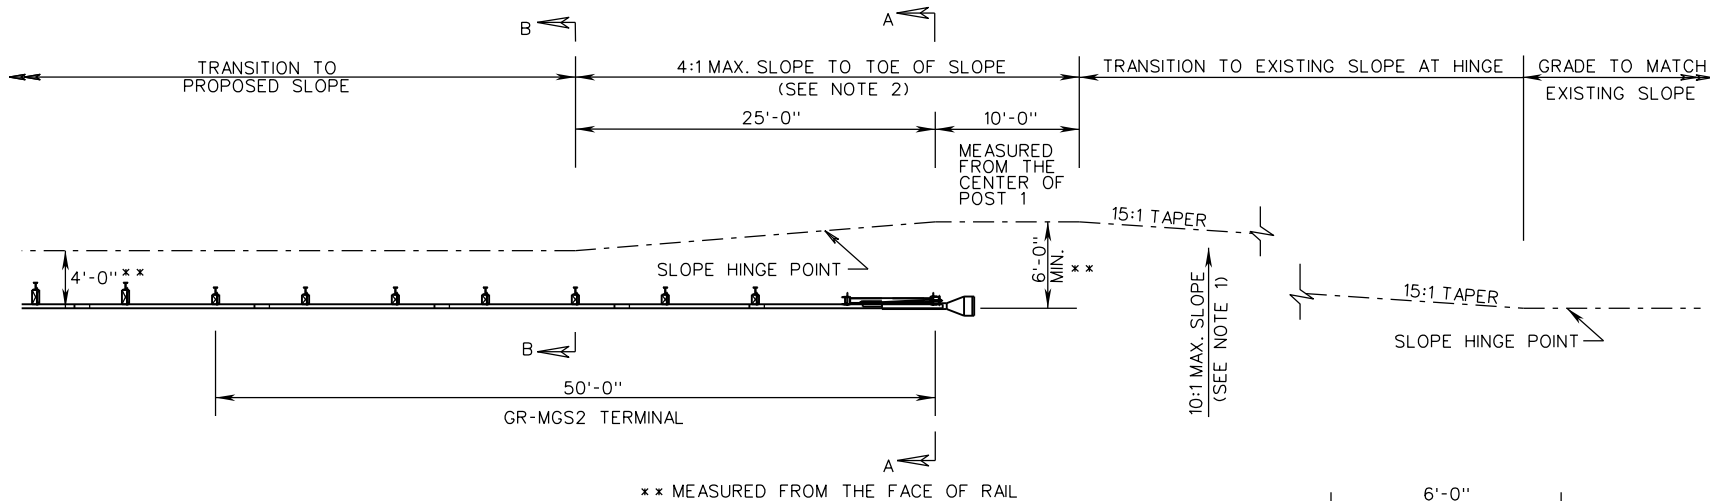 B
A
TRANSITION TO
PROPOSED SLOPE
4:1 MAX. SLOPE TO TOE OF SLOPE
(SEE NOTE 2)
TRANSITION TO EXISTING SLOPE AT HINGE
GRADE TO MATCH
EXISTING SLOPE
25'-0"
10'-0"
MEASURED
FROM THE
CENTER OF
POST 1
15:1 TAPER
4'-0" **
SLOPE HINGE POINT
6'-0"
MIN.
**
10:1 MAX. SLOPE
(SEE NOTE 1)
15:1 TAPER
SLOPE HINGE POINT
B
50'-0"
GR-MGS2 TERMINAL
A
** MEASURED FROM THE FACE OF RAIL
6'-0"